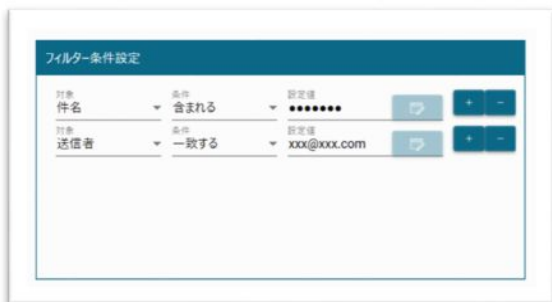 フィルター条件設定
対象 条件 設定値
件名 含まれる ●●●●●●●
+ -
対象 条件 設定値
送信者 一致する xxx@xxx.com
+ -